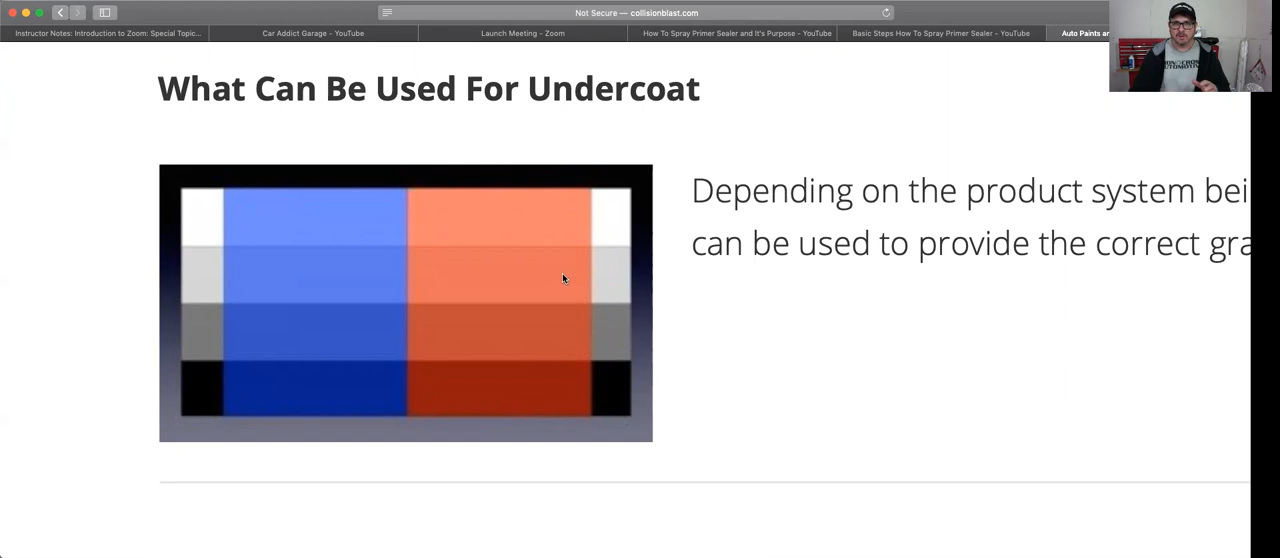 Not Secure — collisionblast.com
Instructor Notes: Introduction to Zoom: Special Topic...
Car Addict Garage - YouTube
Launch Meeting - Zoom
How To Spray Primer Sealer and It's Purpose - YouTube
Basic Steps How To Spray Primer Sealer - YouTube
Auto Paints
What Can Be Used For Undercoat
Depending on the product system bei
can be used to provide the correct gra